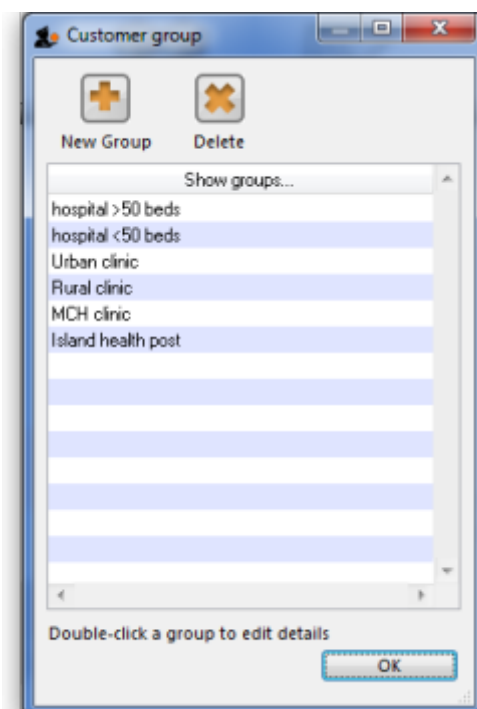 Customer group
New Group Delete
Show groups...
hospital >50 beds
hospital <50 beds
Urban clinic
Rural clinic
MCH clinic
Island health post
Double-click a group to edit details
OK